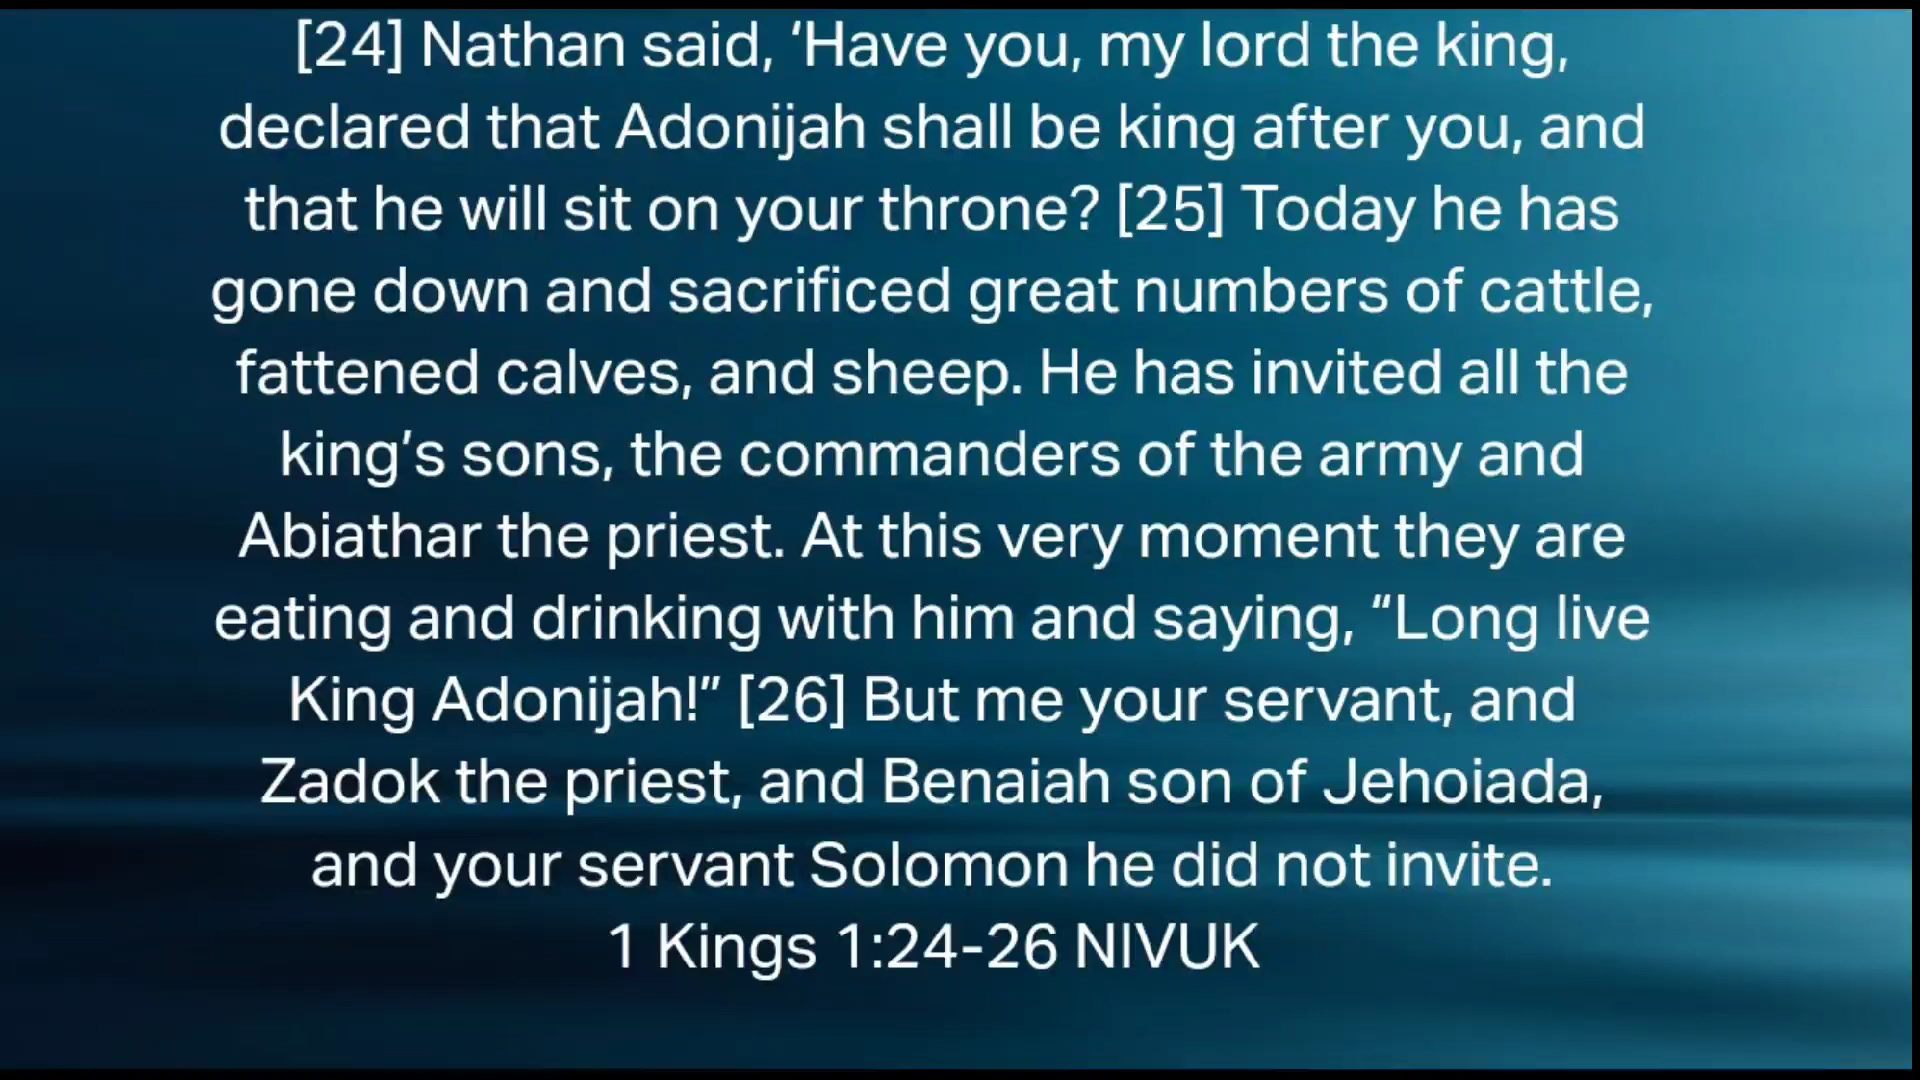 [24] Nathan said, ‘Have you, my lord the king,
declared that Adonijah shall be king after you, and
that he will sit on your throne? [25] Today he has
gone down and sacrificed great numbers of cattle,
fattened calves, and sheep. He has invited all the
king’s sons, the commanders of the army and
Abiathar the priest. At this very moment they are
eating and drinking with him and saying, “Long live
King Adonijah!” [26] But me your servant, and
Zadok the priest, and Benaiah son of Jehoiada,
and your servant Solomon he did not invite.
1 Kings 1:24-26 NIVUK